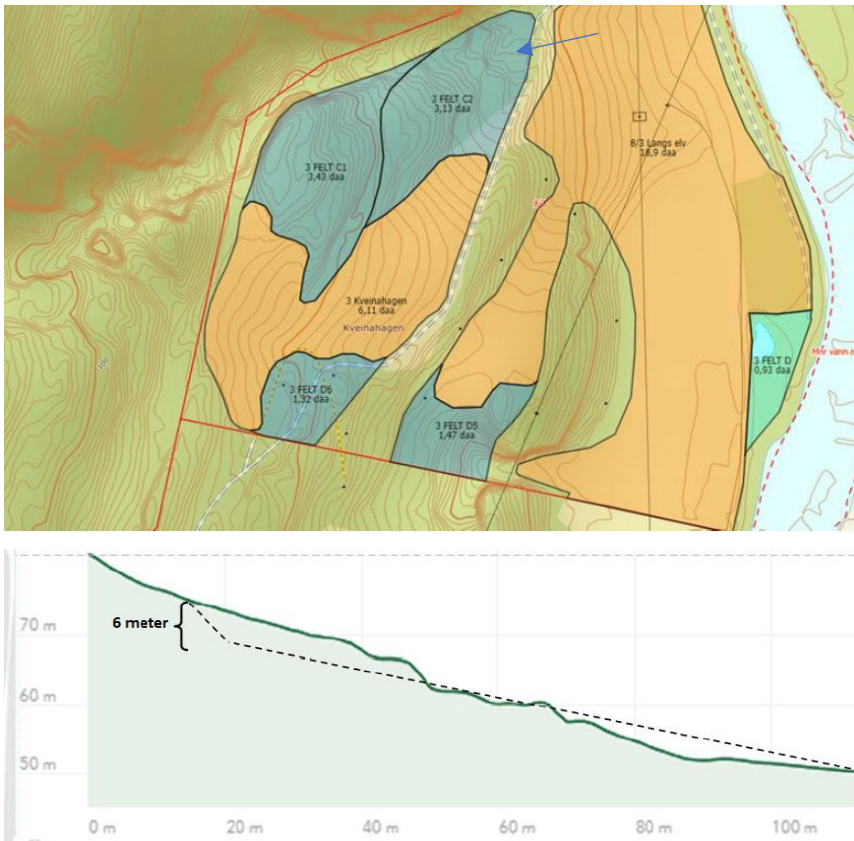 3 FELT C2
3,13 daa
3 FELT C1
3,43 daa
8/3 Langs elv
18,9 daa
3 Kveinahagen
6,11 daa
Kveinahagen
100
3 FELT D6
1,32 daa
3 FELT D5
1,47 daa
3 FELT D
0,93 daa
70 m
6 meter
60 m
50 m
0 m
20 m
40 m
60 m
80 m
100 m